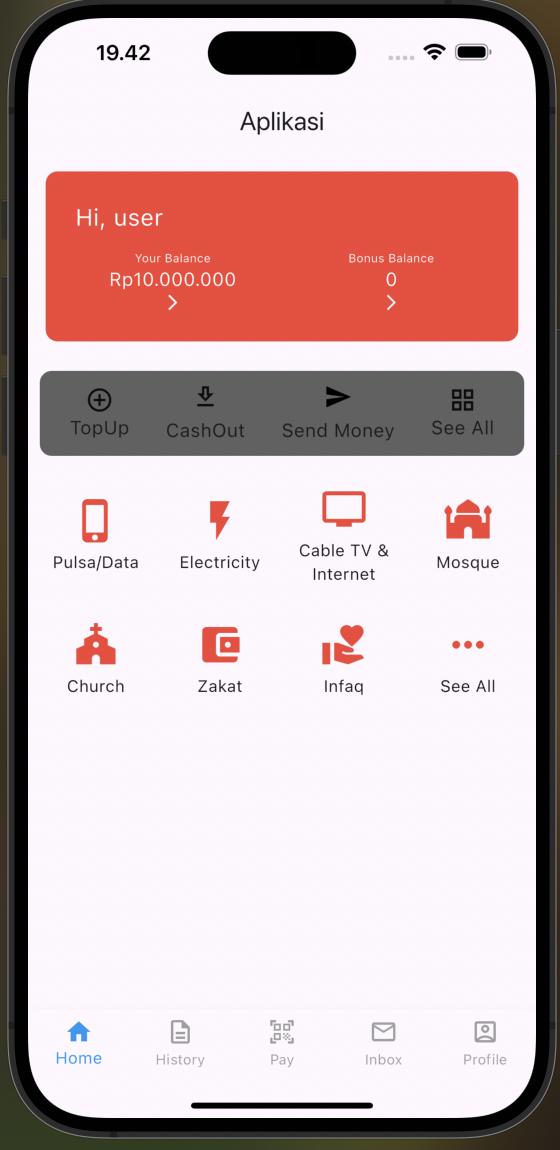 19.42
Aplikasi
Hi, user
Your Balance
Bonus Balance
Rp10.000.000
0
TopUp
CashOut
Send Money
See All
Pulsa/Data
Electricity
Cable TV &
Internet
Mosque
Church
Zakat
Infaq
See All
Home
History
Pay
Inbox
Profile